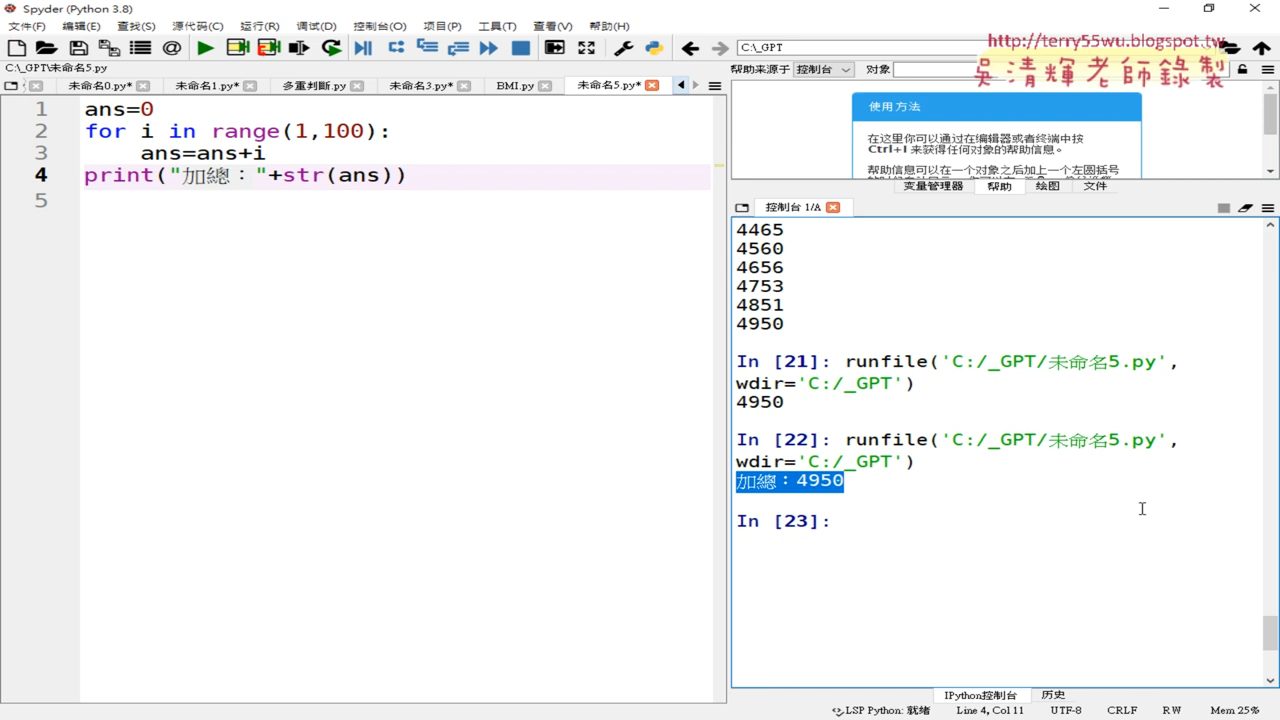 Spyder (Python 3.8)
文件(F) 编辑(E) 查找(S) 源代码(C) 运行(R) 调试(D) 控制台(O) 项目(P) 工具(T) 查看(V) 帮助(H)
C:\_GPT
http://terry55wu.blogspot.tw
吳清輝老師錄製
C:\_GPT\未命名5.py
帮助来源于 控制台 对象
未命名0.py* 未命名1.py* 多重判斷.py 未命名3.py* BMI.py 未命名5.py*
1 ans=0
2 for i in range(1,100):
3 ans=ans+i
4 print("加總："+str(ans))
5
使用方法
在这里你可以通过在编辑器或者终端中按
Ctrl+I 来获得任何对象的帮助信息。
帮助信息可以在一个对象之后加上一个左圆括号
变量管理器 帮助 绘图 文件
控制台 1/A
4465
4560
4656
4753
4851
4950
In [21]: runfile('C:/_GPT/未命名5.py',
wdir='C:/_GPT')
4950
In [22]: runfile('C:/_GPT/未命名5.py',
wdir='C:/_GPT')
加總：4950
In [23]:
IPython控制台 历史
LSP Python: 就绪 Line 4, Col 11 UTF-8 CRLF RW Mem 25%